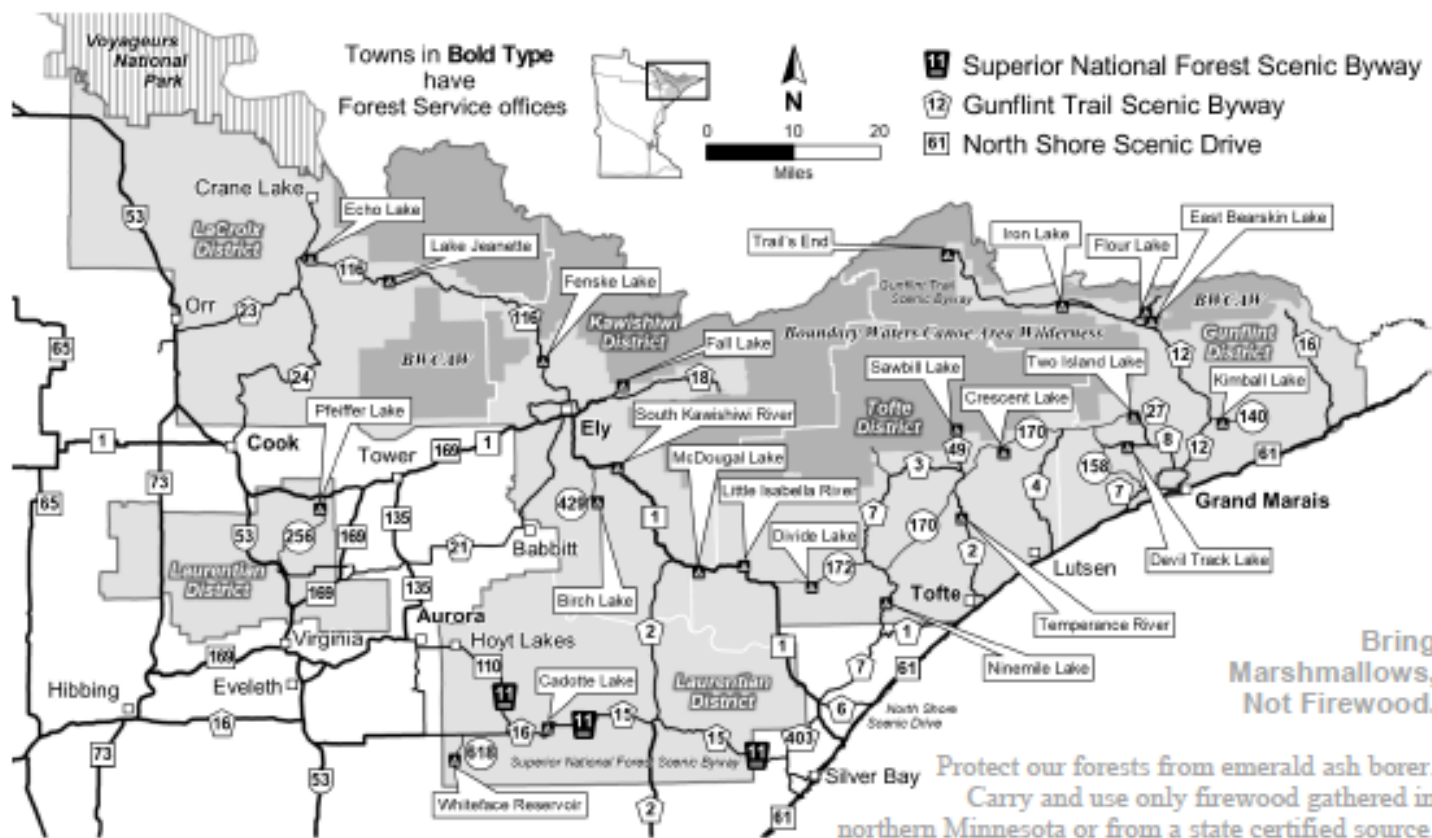 Voyageurs
National
Park
Towns in Bold Type
have
Forest Service offices
N
0 10 20
Miles
11 Superior National Forest Scenic Byway
12 Gunflint Trail Scenic Byway
61 North Shore Scenic Drive
Crane Lake
Echo Lake
53
LaCroix
District
Lake Jeanette
116
Fenske Lake
Trail's End
Iron Lake
Flour Lake
East Bearskin Lake
Gunflint Trail
Scenic Byway
BWCAW
Orr
23
116
Kawishiwi
District
Boundary Waters Canoe Area Wilderness
Gunflint
District
16
65
BWCAW
Fall Lake
18
Sawbill Lake
Two Island Lake
12
Kimball Lake
24
Pfeiffer Lake
South Kawishiwi River
Crescent Lake
Tofte
District
27
140
1
Cook
Tower
169
1
Ely
McDougal Lake
49
170
8
12
61
73
3
158
7
Grand Marais
65
135
429
Little Isabella River
4
256
53
169
21
Babbitt
1
7
170
Divide Lake
172
2
Devil Track Lake
Laurentian
District
169
135
Birch Lake
Lutsen
Tofte
Temperance River
Aurora
Virginia
Hoyt Lakes
2
1
1
Ninemile Lake
169
110
7
61
Hibbing
Eveleth
Cadotte Lake
Laurentian
District
11
6
North Shore
Scenic Drive
16
16
11
15
15
403
11
73
53
618
Superior National Forest Scenic Byway
Silver Bay
Whiteface Reservoir
2
61
Bring
Marshmallows,
Not Firewood.
Protect our forests from emerald ash borer.
Carry and use only firewood gathered in
northern Minnesota or from a state certified source.